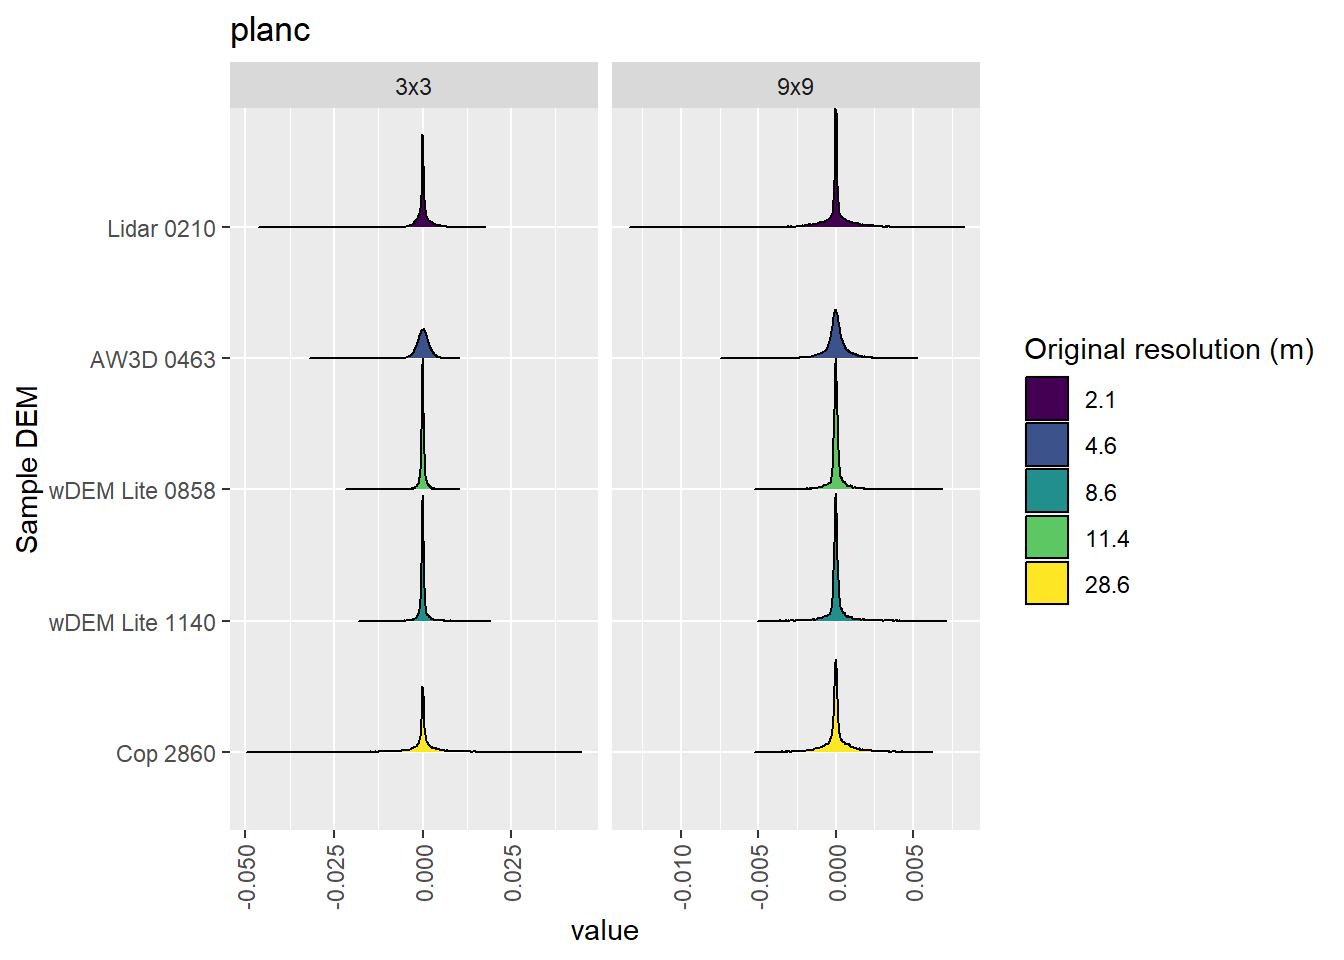 planc
3x3
9x9
Lidar 0210
AW3D 0463
wDEM Lite 0858
wDEM Lite 1140
Cop 2860
Sample DEM
-0.050
-0.025
0.000
0.025
-0.010
-0.005
0.000
0.005
value
Original resolution (m)
2.1
4.6
8.6
11.4
28.6